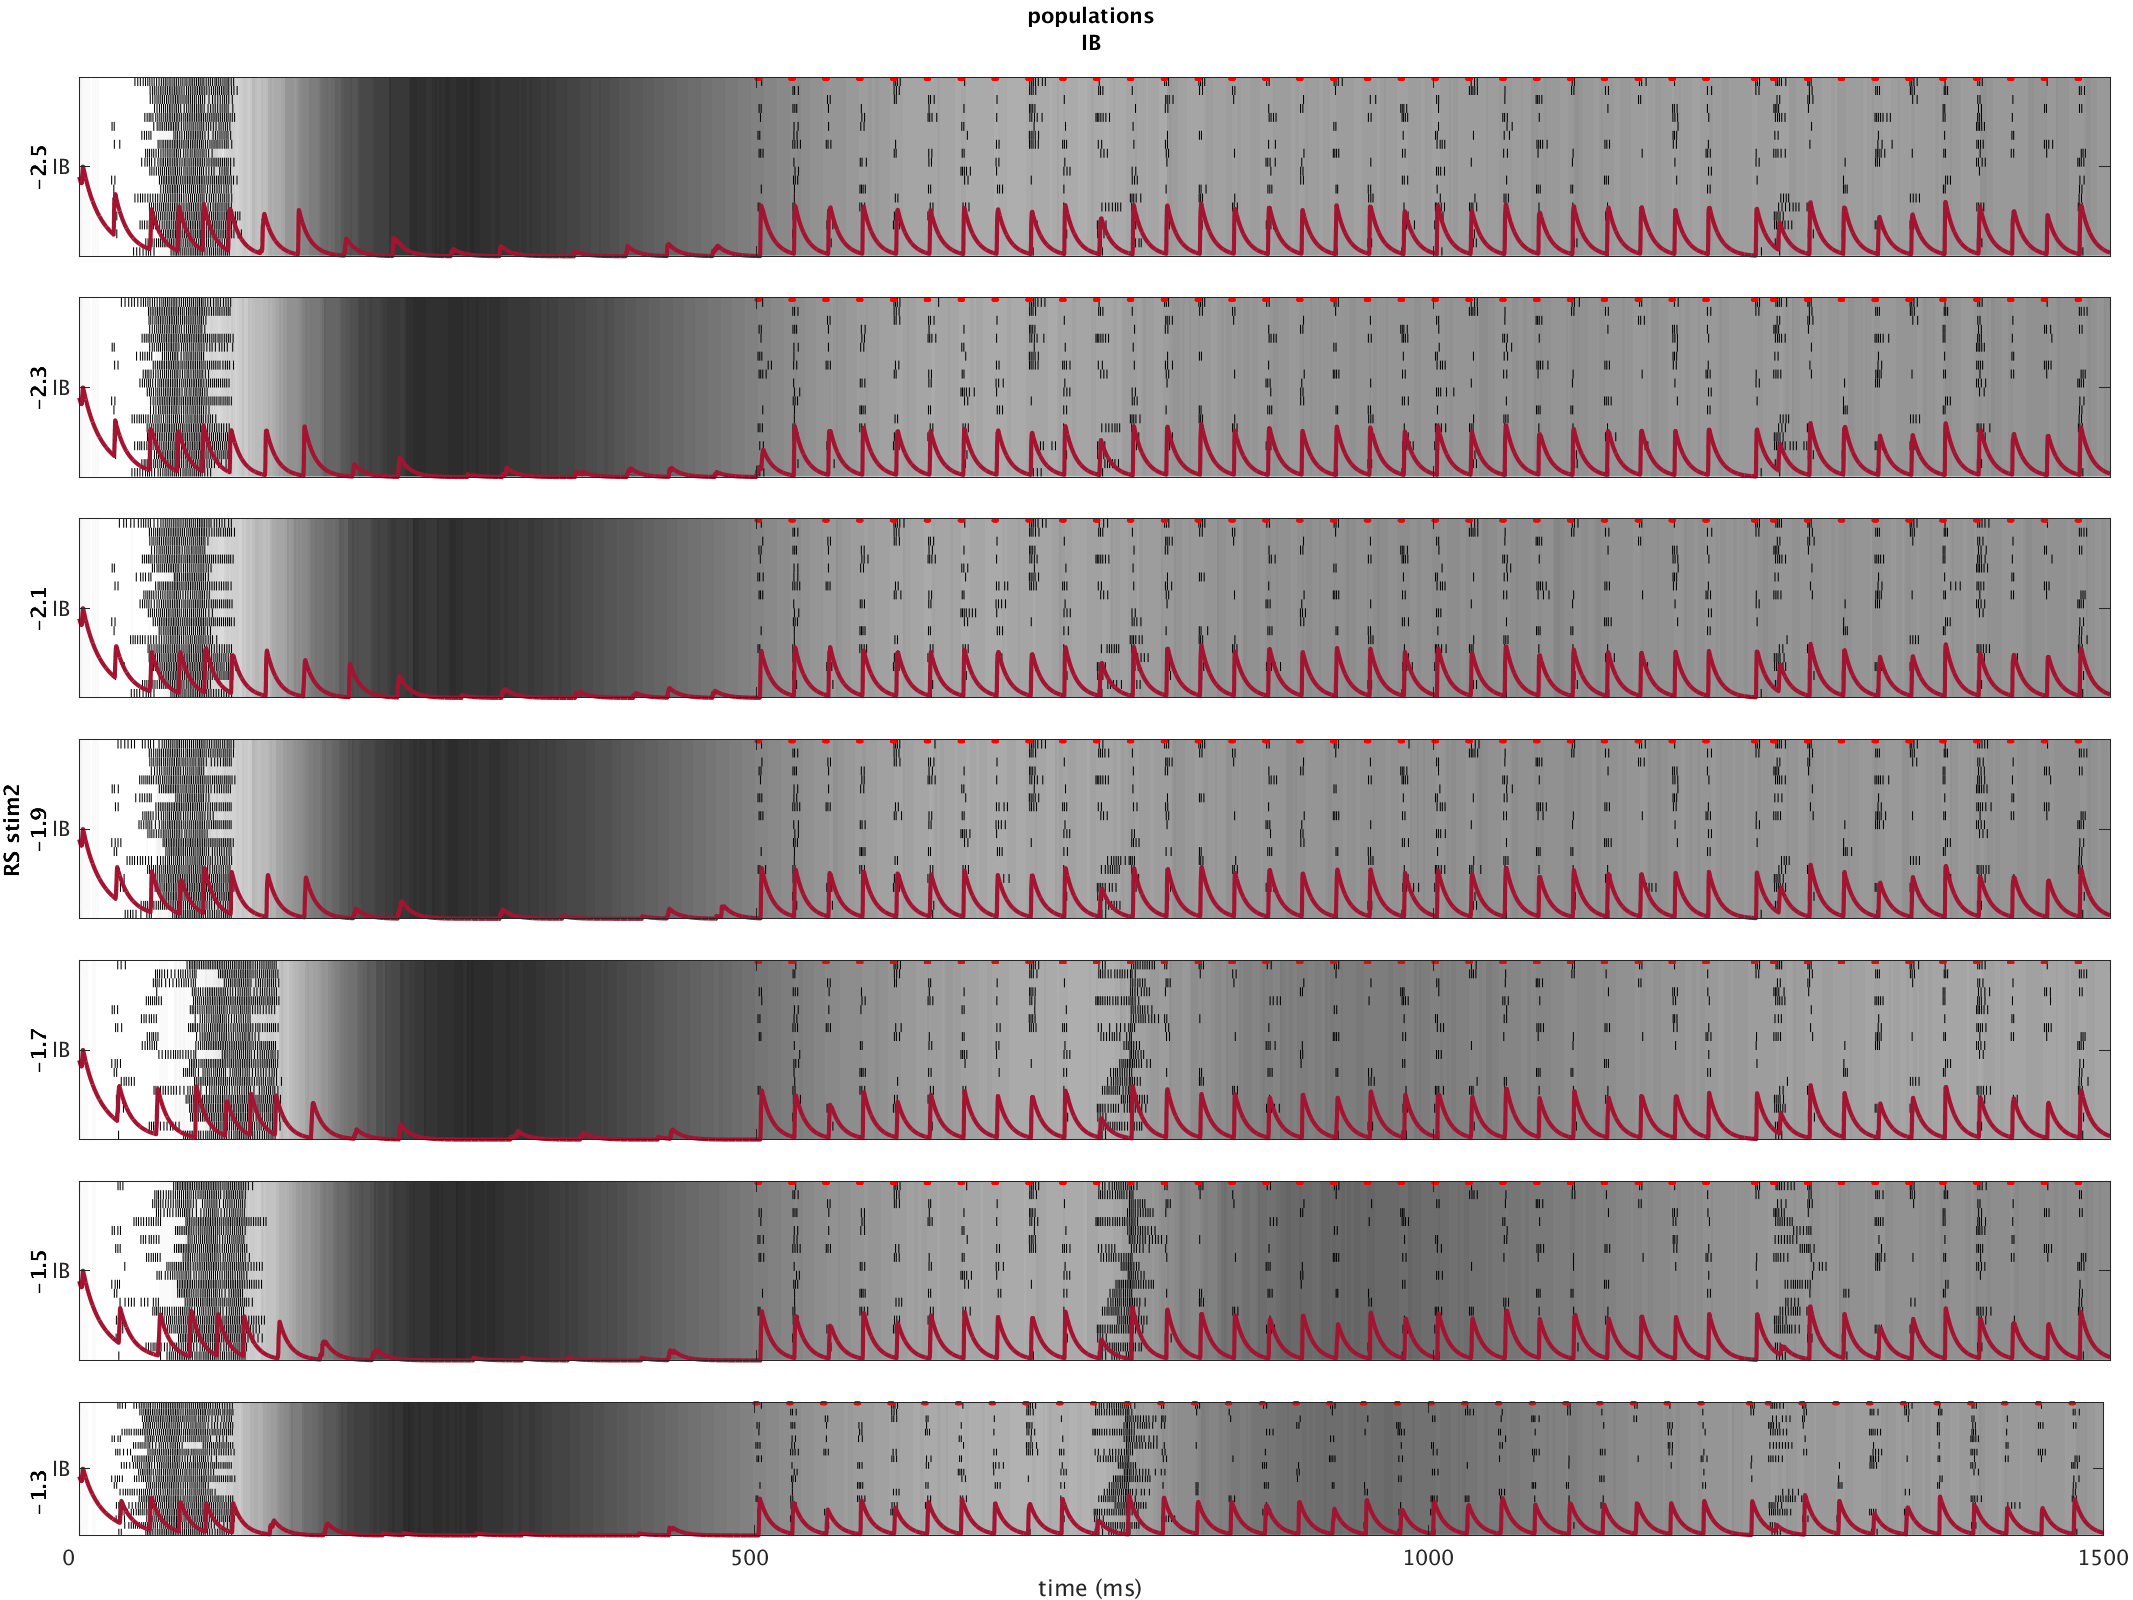 populations
IB
−2.5 IB
−2.3 IB
−2.1 IB
RS stim2
−1.9 IB
−1.7 IB
−1.5 IB
−1.3 IB
0 500 1000 1500
time (ms)